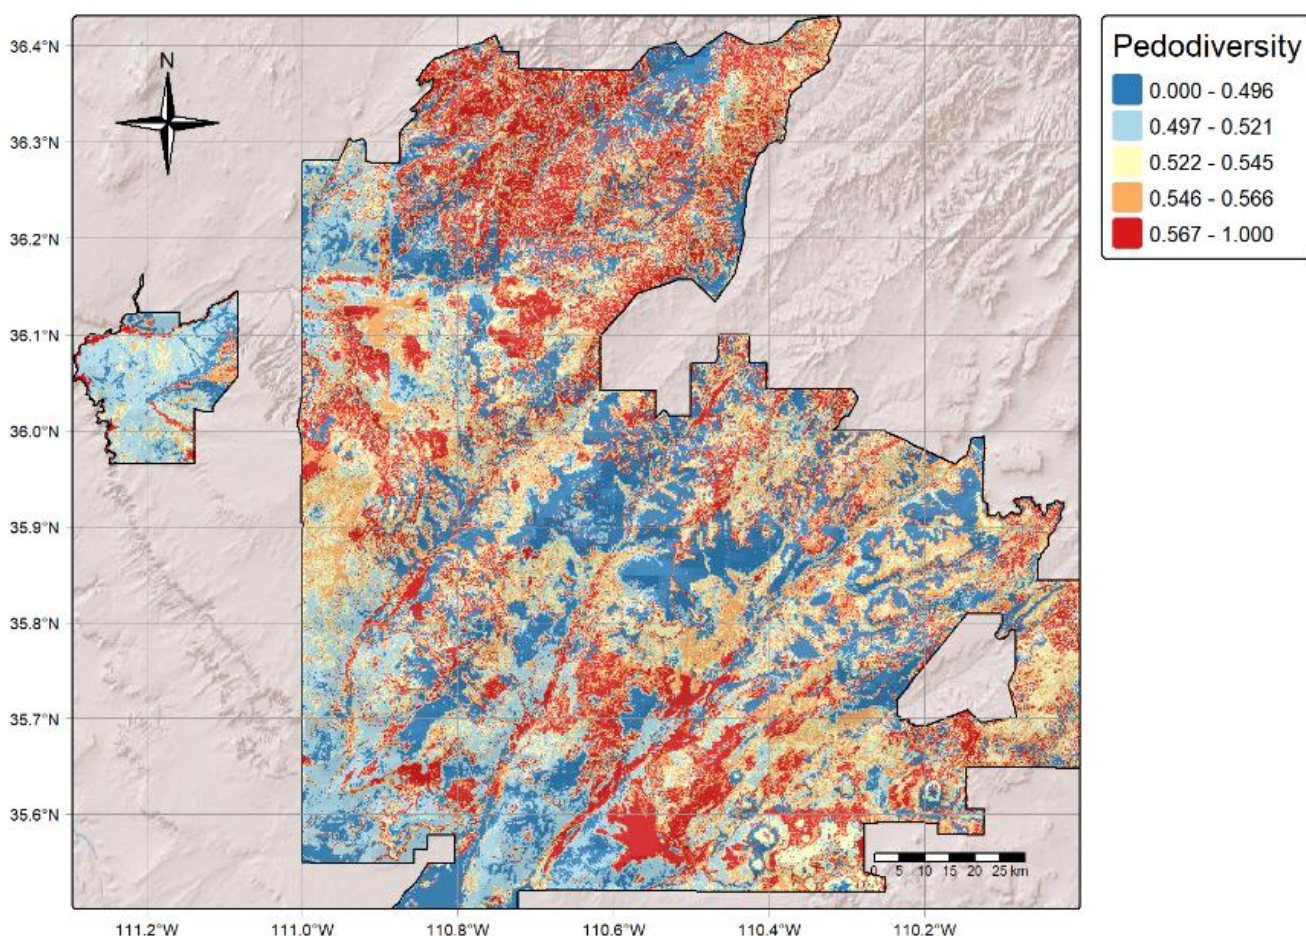 Pedodiversity
0.000 - 0.496
0.497 - 0.521
0.522 - 0.545
0.546 - 0.566
0.567 - 1.000
N
36.4°N
36.3°N
36.2°N
36.1°N
36.0°N
35.9°N
35.8°N
35.7°N
35.6°N
0 5 10 15 20 25 km
111.2°W 111.0°W 110.8°W 110.6°W 110.4°W 110.2°W